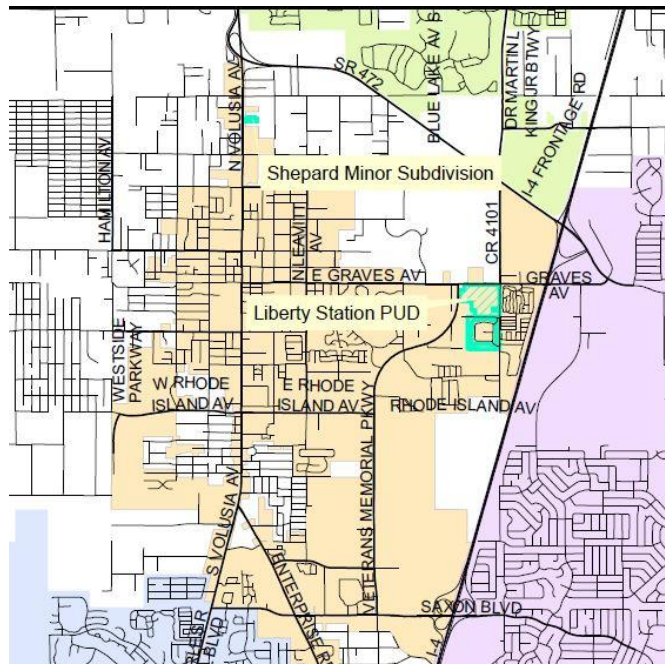 N VOLUSIA AV
SR 472
BLUE LAKE AV
DR MARTIN L
KING JR BTWY
I-4 FRONTAGE RD
HAMILTON AV
Shepard Minor Subdivision
N LEAVITT
AV
CR 4101
E GRAVES AV
GRAVES
AV
Liberty Station PUD
WESTSIDE
PARKWAY
W RHODE
ISLAND AV
E RHODE
ISLAND AV
RHODE ISLAND AV
VETERANS MEMORIAL PKWY
S VOLUSIA AV
ENTERPRISE
SAXON BLVD
I-4
BLVD